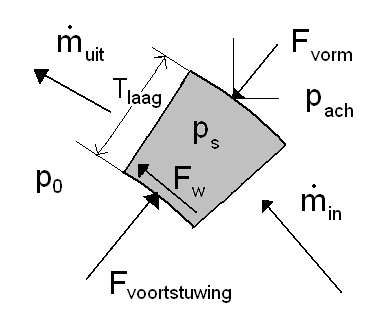 ṁuit
Fvorm
Tlaag
pach
ps
p0
Fw
ṁin
Fvoortstuwing